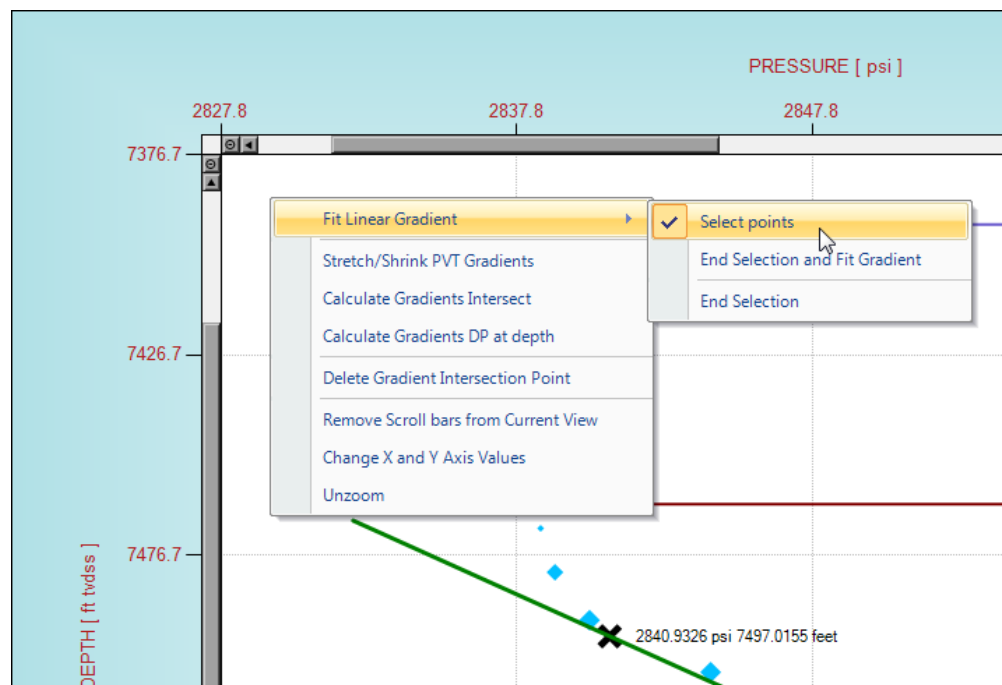 PRESSURE [ psi ]
2827.8
2837.8
2847.8
7376.7
Fit Linear Gradient
Select points
Stretch/Shrink PVT Gradients
End Selection and Fit Gradient
Calculate Gradients Intersect
End Selection
Calculate Gradients DP at depth
7426.7
Delete Gradient Intersection Point
Remove Scroll bars from Current View
Change X and Y Axis Values
Unzoom
7476.7
DEPTH [ ft tvdss ]
2840.9326 psi 7497.0155 feet